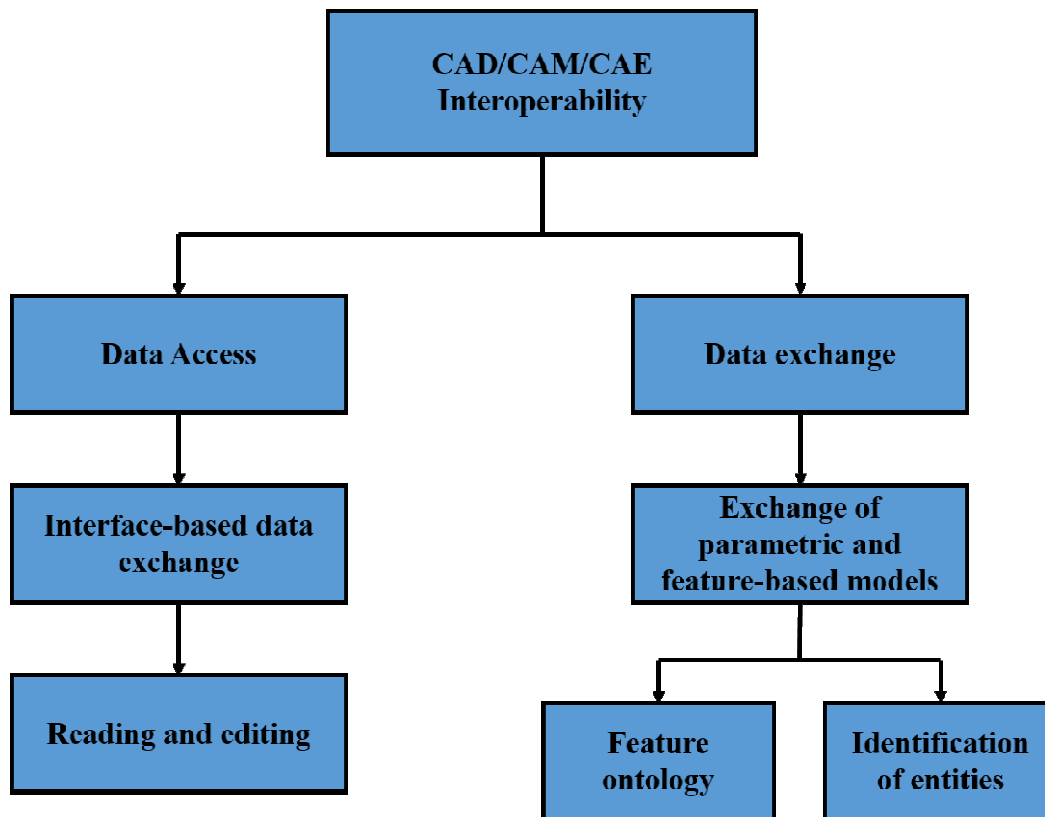 CAD/CAM/CAE
Interoperability
Data Access
Data exchange
Interface-based data
exchange
Exchange of
parametric and
feature-based models
Reading and editing
Feature
ontology
Identification
of entities